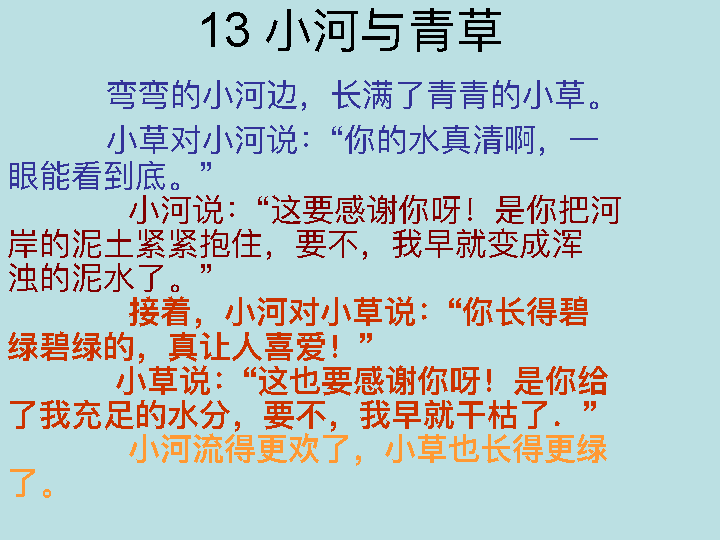 13 小河与青草
弯弯的小河边，长满了青青的小草。
小草对小河说：“你的水真清啊，一
眼能看到底。”
小河说：“这要感谢你呀！是你把河
岸的泥土紧紧抱住，要不，我早就变成浑
浊的泥水了。”
接着，小河对小草说：“你长得碧
绿碧绿的，真让人喜爱！”
小草说：“这也要感谢你呀！是你给
了我充足的水分，要不，我早就干枯了．”
小河流得更欢了，小草也长得更绿
了。